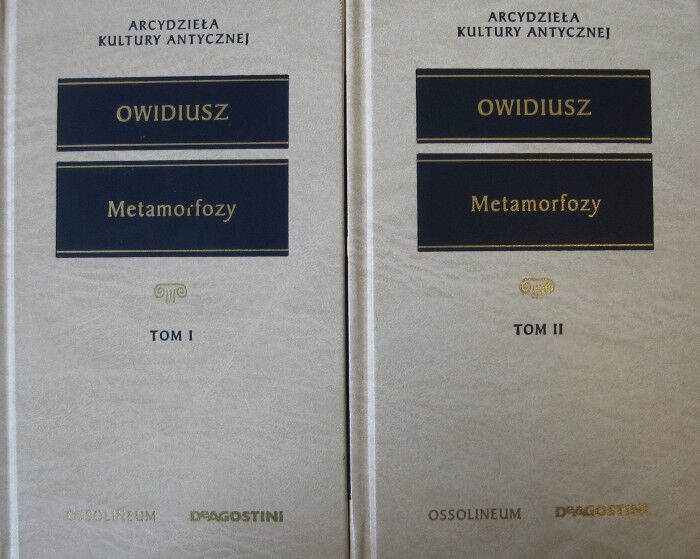 ARCYDZIEŁA
KULTURY ANTYCZNEJ
OWIDIUSZ
Metamorfozy
TOM I
OSSOLINEUM DeAGOSTINI
ARCYDZIEŁA
KULTURY ANTYCZNEJ
OWIDIUSZ
Metamorfozy
TOM II
OSSOLINEUM DeAGOSTINI